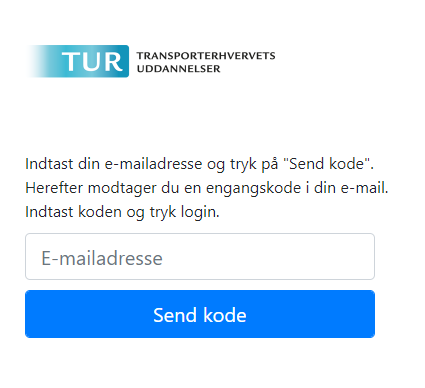 TUR TRANSPORTERHVERVETS
UDDANNELSER
Indtast din e-mailadresse og tryk på "Send kode".
Herefter modtager du en engangskode i din e-mail.
Indtast koden og tryk login.
E-mailadresse
Send kode